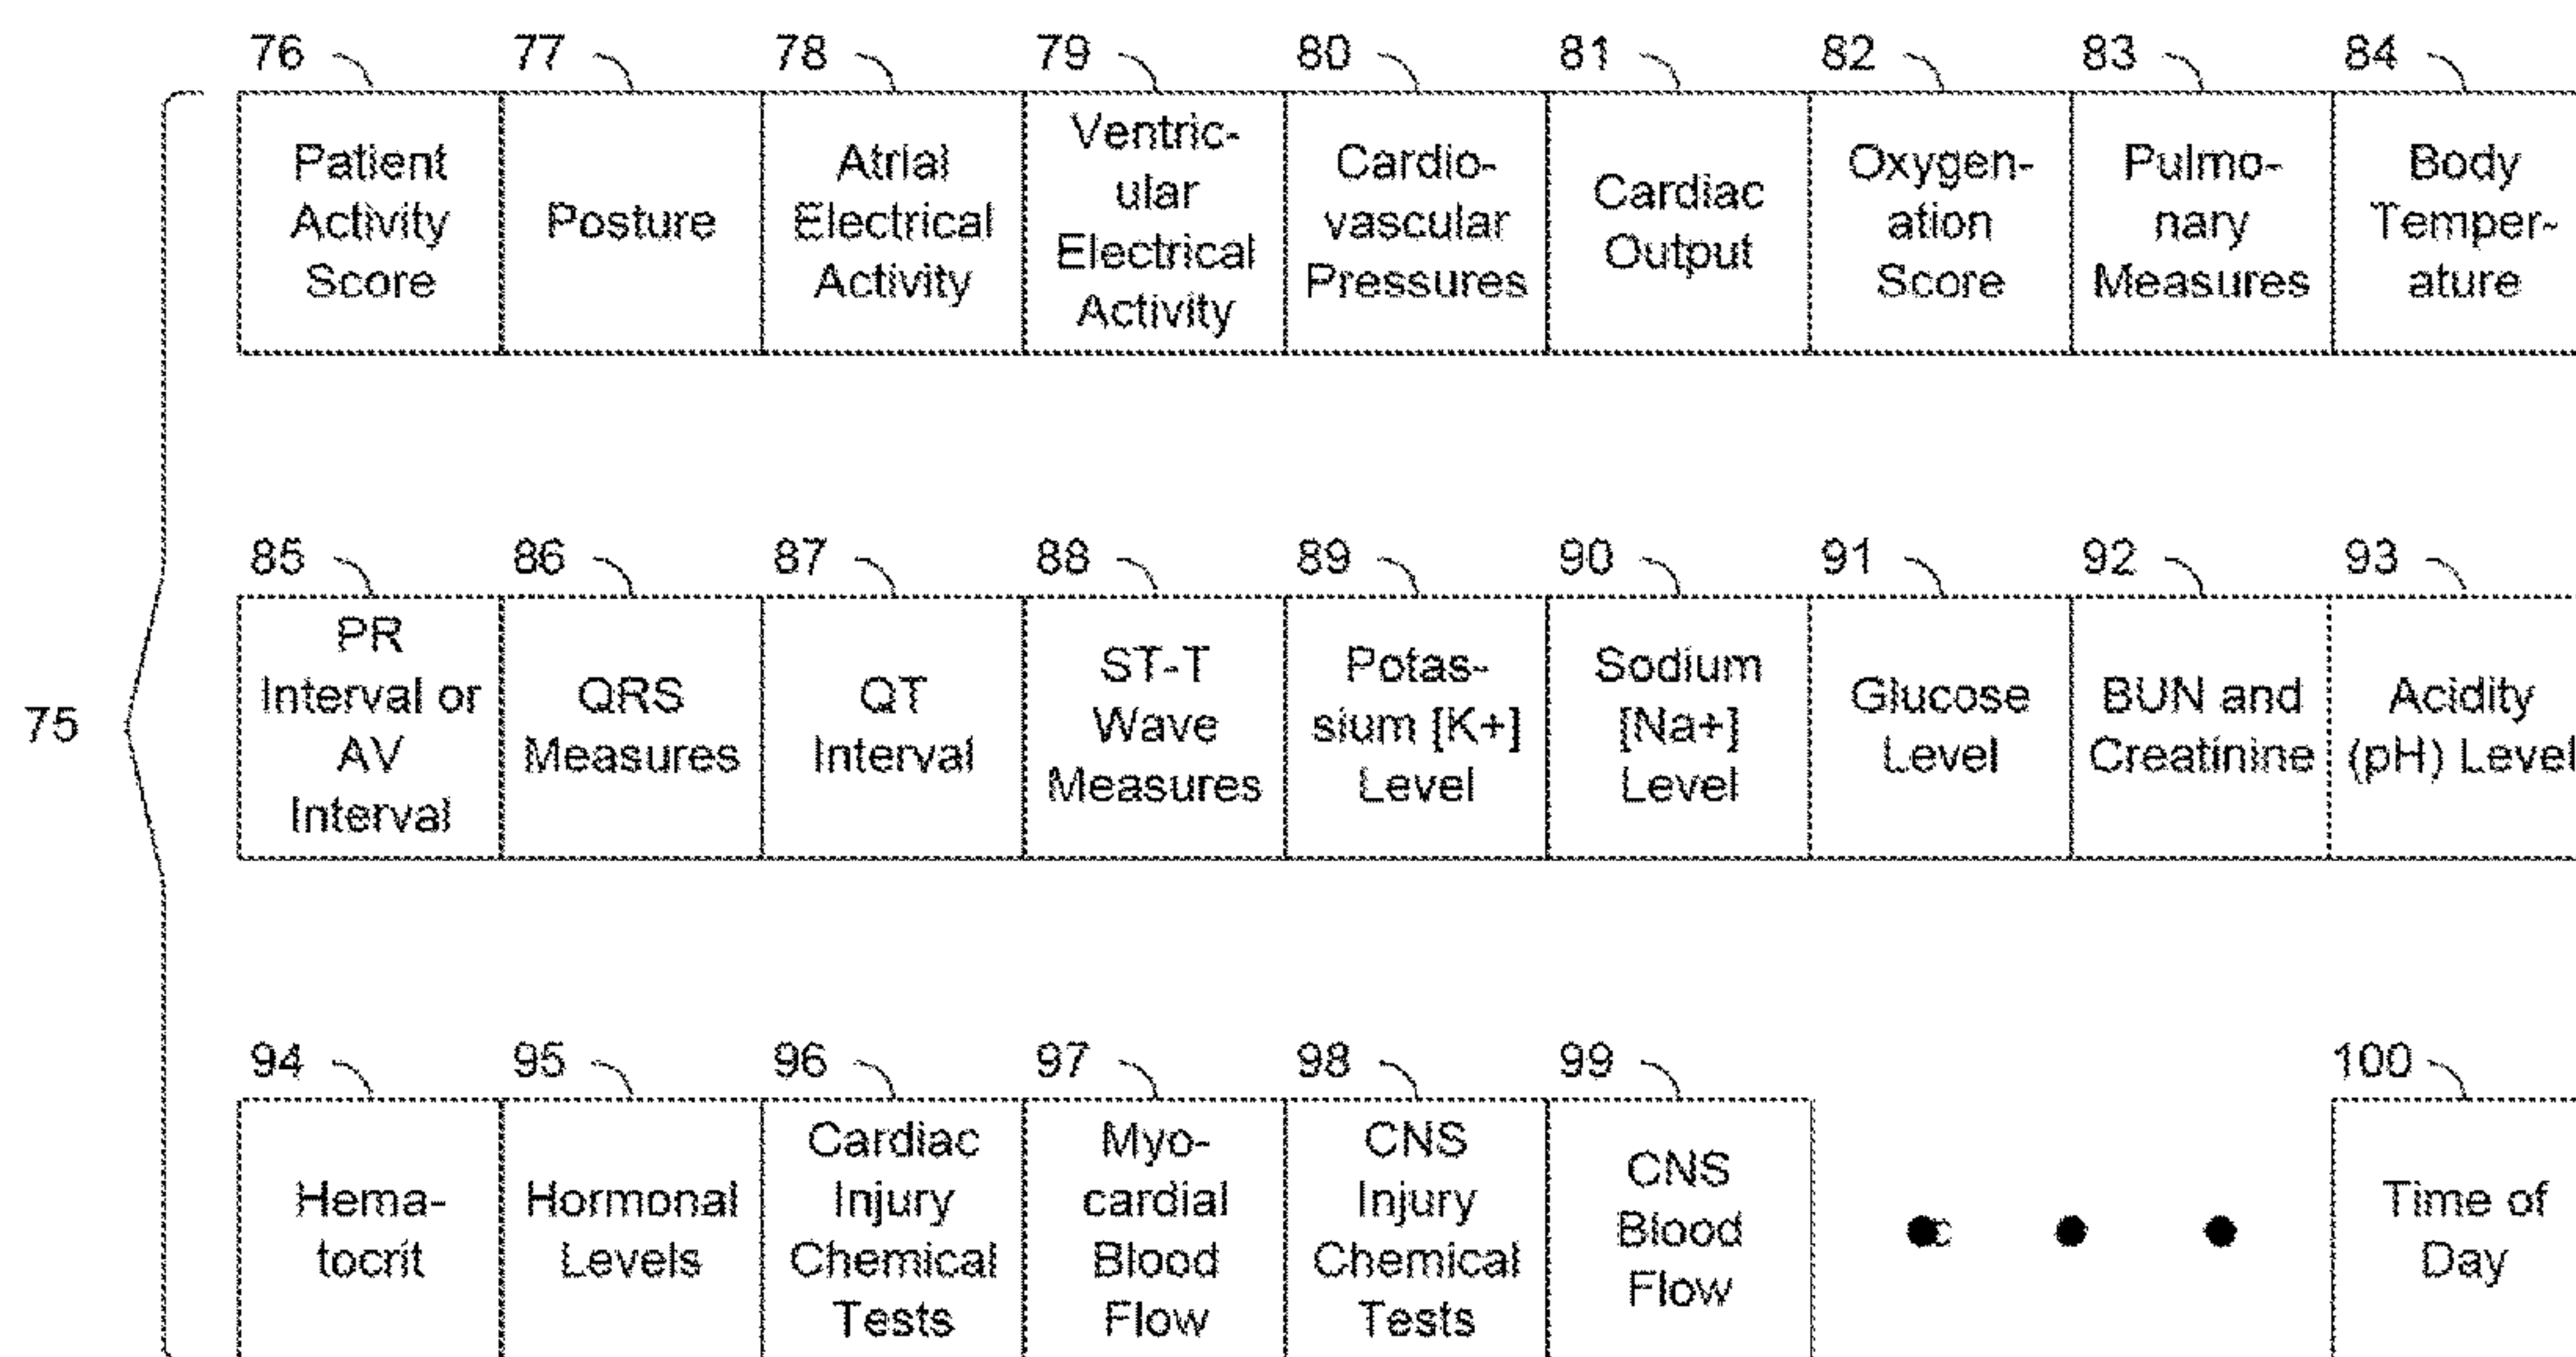 76 77 78 79 80 81 82 83 84
Patient
Activity
Score
Posture
Atrial
Electrical
Activity
Ventric-
ular
Electrical
Activity
Cardio-
vascular
Pressures
Cardiac
Output
Oxygen-
ation
Score
Pulmo-
nary
Measures
Body
Temper-
ature
75
85 86 87 88 89 90 91 92 93
PR
Interval or
AV
Interval
QRS
Measures
QT
Interval
ST-T
Wave
Measures
Potas-
sium [K+]
Level
Sodium
[Na+]
Level
Glucose
Level
BUN and
Creatinine
Acidity
(pH) Level
94 95 96 97 98 99 100
Hema-
tocrit
Hormonal
Levels
Cardiac
Injury
Chemical
Tests
Myo-
cardial
Blood
Flow
CNS
Injury
Chemical
Tests
CNS
Blood
Flow
Time of
Day